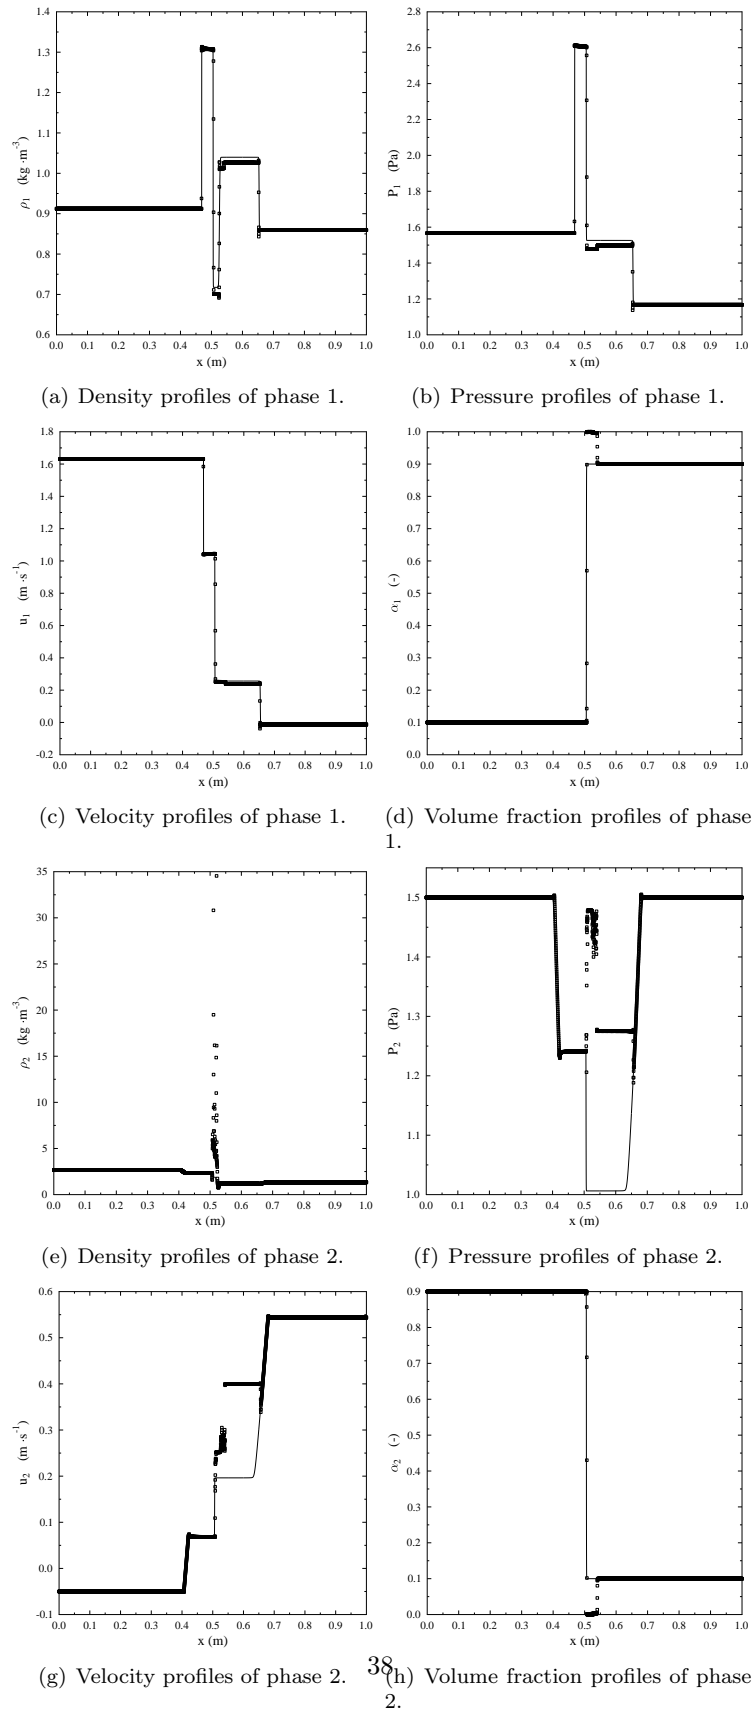 1.4
1.3
1.2
1.1
1.0
0.9
0.8
0.7
0.6
ρ1 (kg ·m-3)
0.0 0.1 0.2 0.3 0.4 0.5 0.6 0.7 0.8 0.9 1.0
x (m)
(a) Density profiles of phase 1.
2.8
2.6
2.4
2.2
2.0
1.8
1.6
1.4
1.2
1.0
P1 (Pa)
0.0 0.1 0.2 0.3 0.4 0.5 0.6 0.7 0.8 0.9 1.0
x (m)
(b) Pressure profiles of phase 1.
1.8
1.6
1.4
1.2
1.0
0.8
0.6
0.4
0.2
0.0
-0.2
u1 (m ·s-1)
0.0 0.1 0.2 0.3 0.4 0.5 0.6 0.7 0.8 0.9 1.0
x (m)
(c) Velocity profiles of phase 1.
1.0
0.9
0.8
0.7
0.6
0.5
0.4
0.3
0.2
0.1
0.0
α1 (-)
0.0 0.1 0.2 0.3 0.4 0.5 0.6 0.7 0.8 0.9 1.0
x (m)
(d) Volume fraction profiles of phase
1.
35
30
25
20
15
10
5
0
ρ2 (kg ·m-3)
0.0 0.1 0.2 0.3 0.4 0.5 0.6 0.7 0.8 0.9 1.0
x (m)
(e) Density profiles of phase 2.
1.5
1.4
1.3
1.2
1.1
1.0
P2 (Pa)
0.0 0.1 0.2 0.3 0.4 0.5 0.6 0.7 0.8 0.9 1.0
x (m)
(f) Pressure profiles of phase 2.
0.6
0.5
0.4
0.3
0.2
0.1
0.0
-0.1
u2 (m ·s-1)
0.0 0.1 0.2 0.3 0.4 0.5 0.6 0.7 0.8 0.9 1.0
x (m)
(g) Velocity profiles of phase 2.
0.9
0.8
0.7
0.6
0.5
0.4
0.3
0.2
0.1
0.0
α2 (-)
0.0 0.1 0.2 0.3 0.4 0.5 0.6 0.7 0.8 0.9 1.0
x (m)
(h) Volume fraction profiles of phase
2.
38